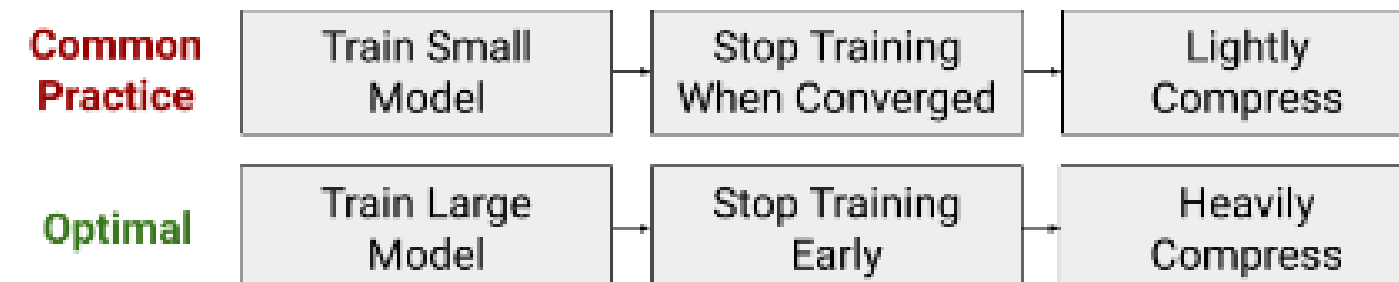 Common
Practice
Train Small
Model
Stop Training
When Converged
Lightly
Compress
Optimal
Train Large
Model
Stop Training
Early
Heavily
Compress